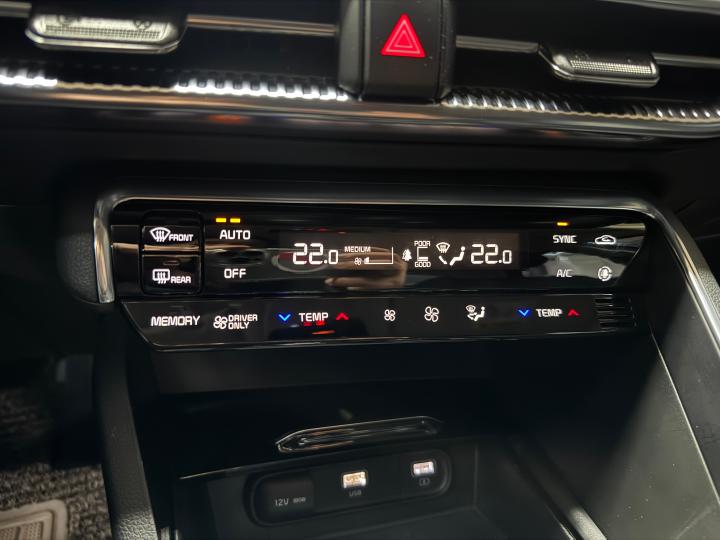 FRONT
AUTO
22.0 MEDIUM POOR GOOD 22.0
SYNC
REAR
OFF
A/C
MEMORY DRIVER ONLY TEMP TEMP
12V
USB